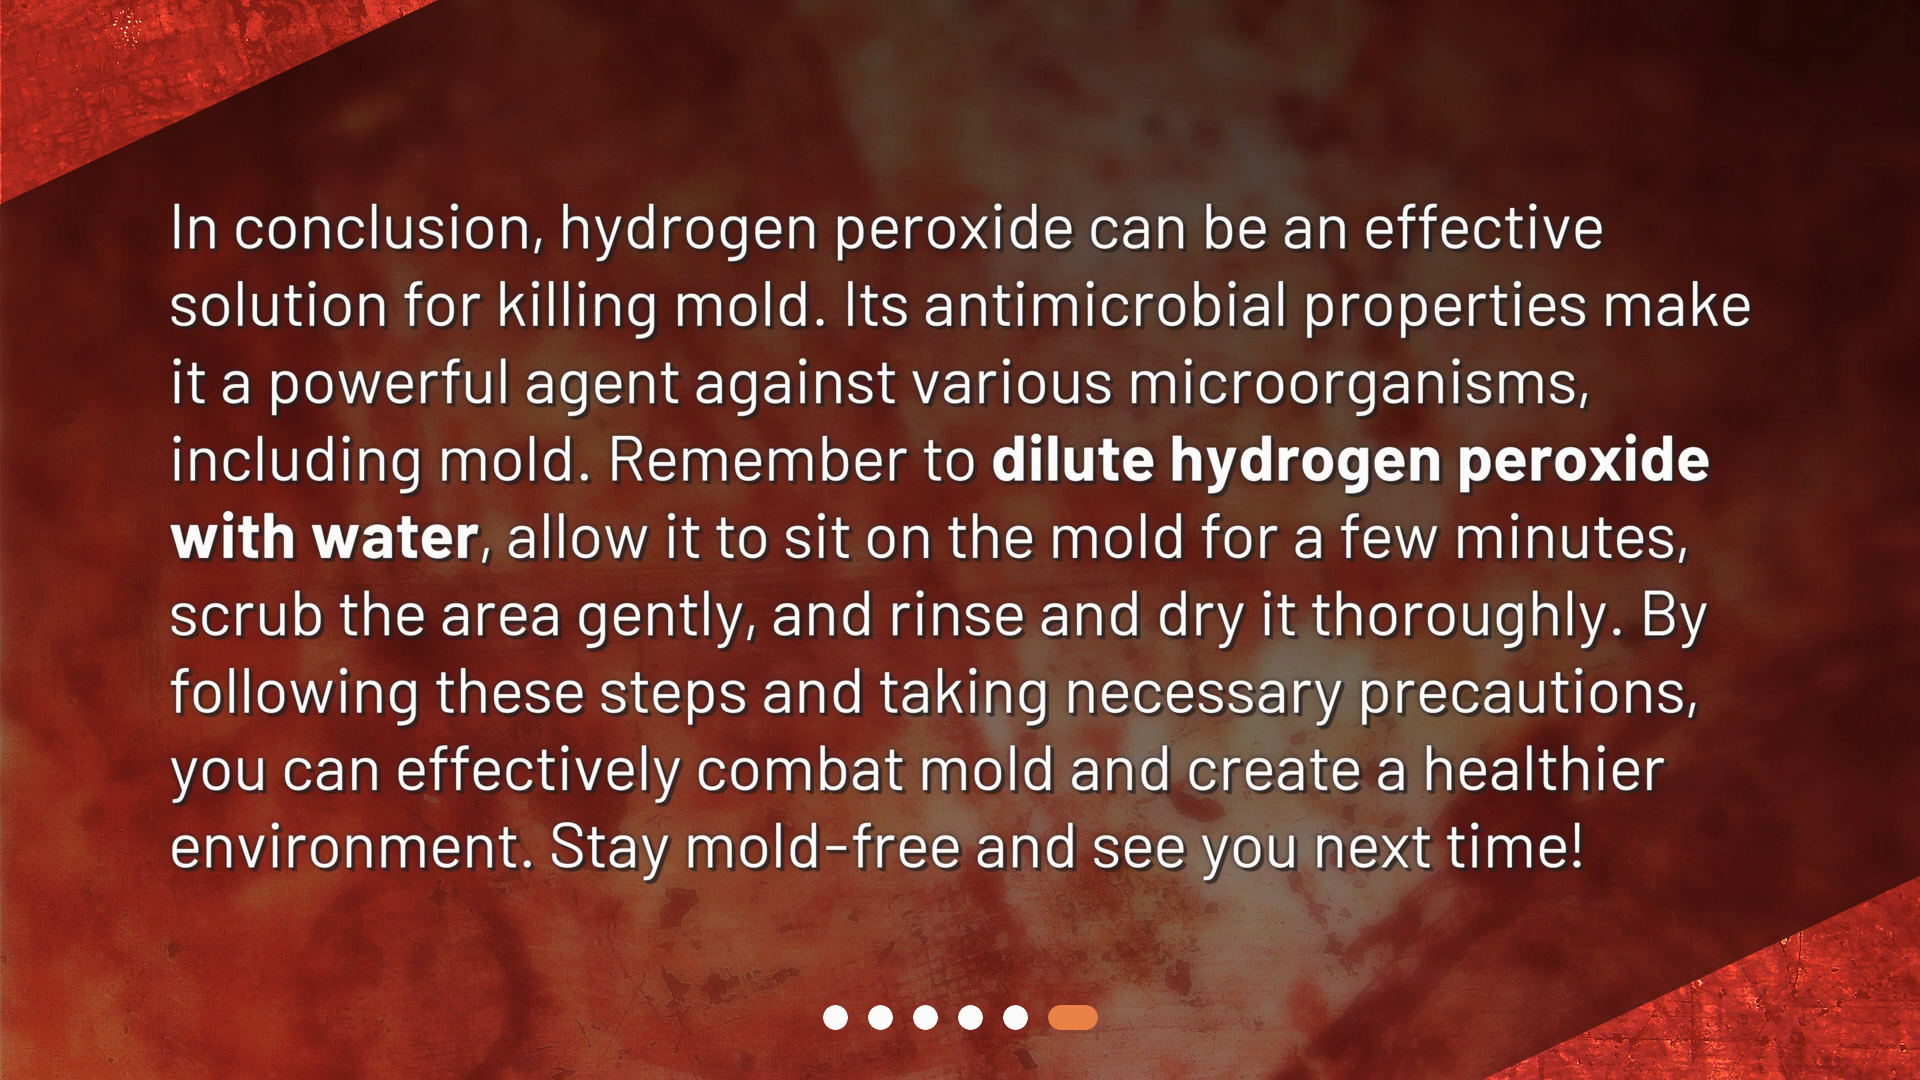 In conclusion, hydrogen peroxide can be an effective
solution for killing mold. Its antimicrobial properties make
it a powerful agent against various microorganisms,
including mold. Remember to dilute hydrogen peroxide
with water, allow it to sit on the mold for a few minutes,
scrub the area gently, and rinse and dry it thoroughly. By
following these steps and taking necessary precautions,
you can effectively combat mold and create a healthier
environment. Stay mold-free and see you next time!